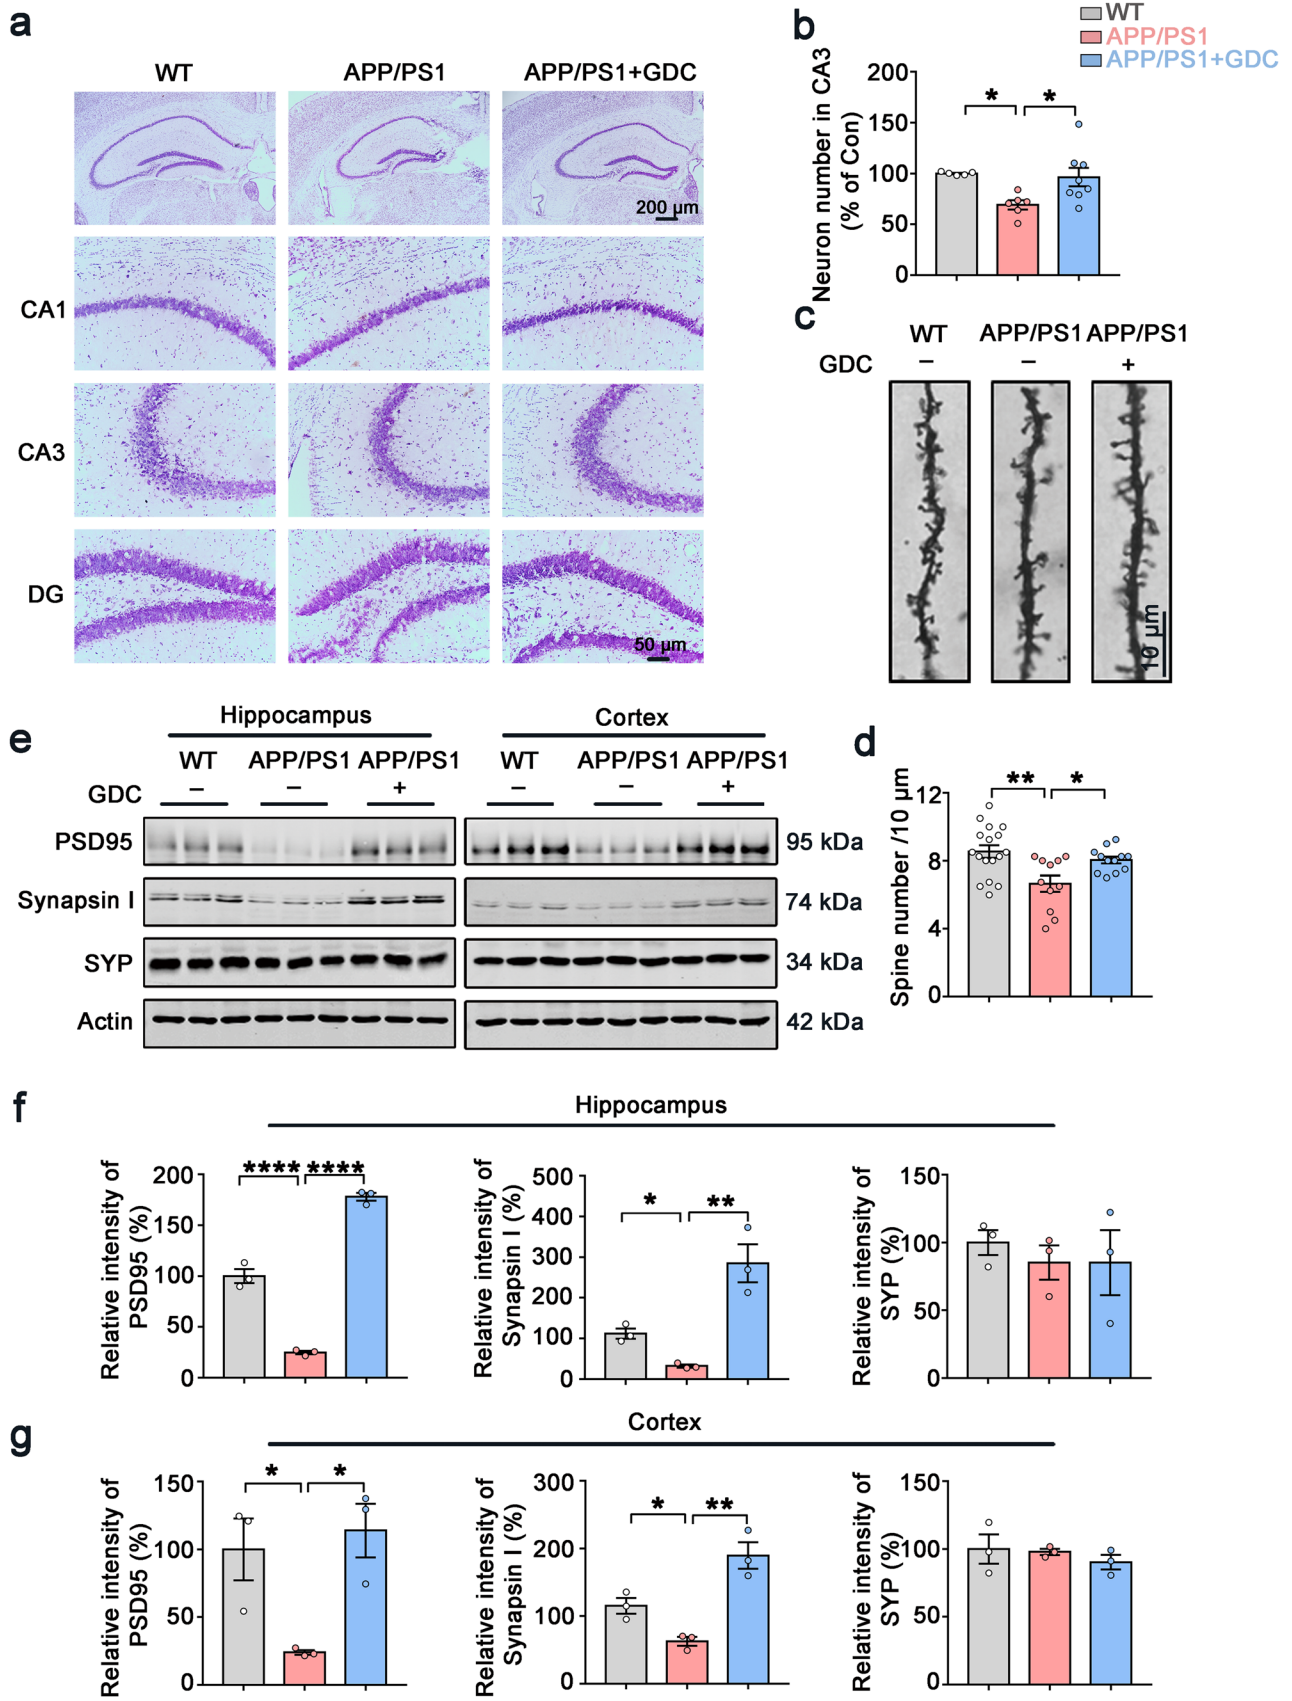 a
WT
APP/PS1
APP/PS1+GDC
200 µm
CA1
CA3
DG
50 µm
b
WT
APP/PS1
APP/PS1+GDC
Neuron number in CA3
(% of Con)
200
150
100
50
0
* *
c
WT APP/PS1 APP/PS1
GDC − − +
10 µm
d
Spine number /10 µm
12
8
4
0
** *
e
Hippocampus Cortex
WT APP/PS1 APP/PS1 WT APP/PS1 APP/PS1
GDC − − + − − +
PSD95 95 kDa
Synapsin I 74 kDa
SYP 34 kDa
Actin 42 kDa
f
Hippocampus
Relative intensity of
PSD95 (%)
200
150
100
50
0
**** ****
Relative intensity of
Synapsin I (%)
500
400
300
200
100
0
* **
Relative intensity of
SYP (%)
150
100
50
0
g
Cortex
Relative intensity of
PSD95 (%)
150
100
50
0
* *
Relative intensity of
Synapsin I (%)
300
200
100
0
* **
Relative intensity of
SYP (%)
150
100
50
0